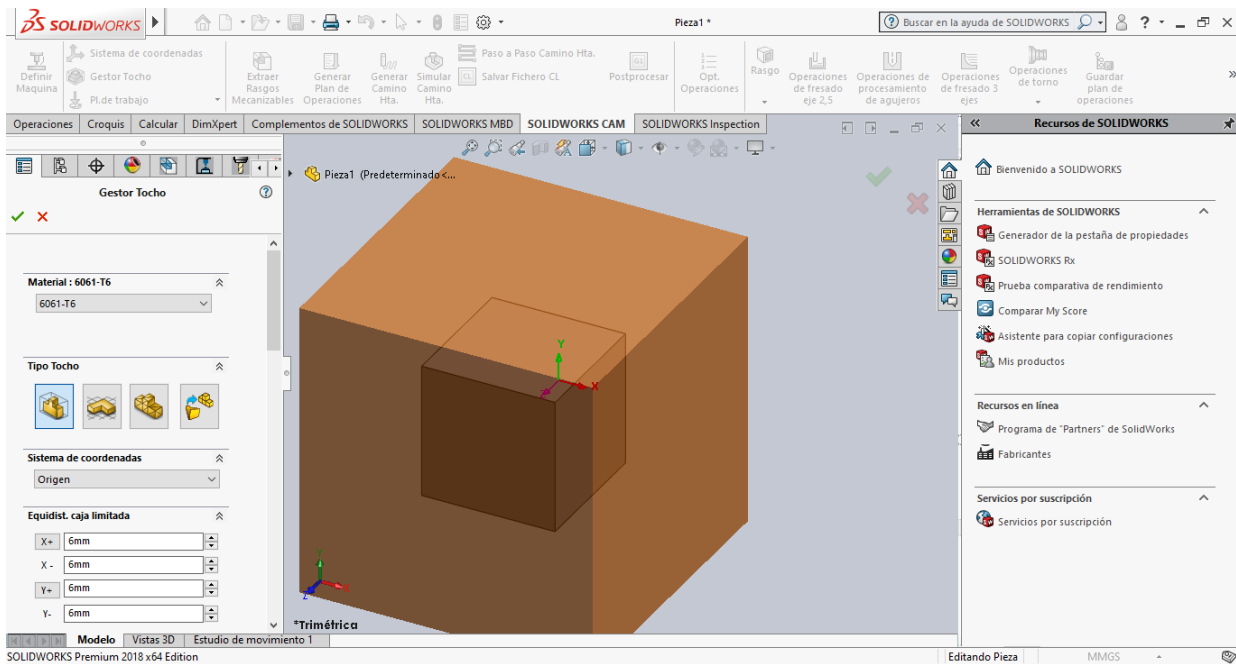 SOLIDWORKS
Pieza1 *
Buscar en la ayuda de SOLIDWORKS
Definir Maquina
Sistema de coordenadas
Gestor Tocho
Pl.de trabajo
Extraer Rasgos Mecanizables
Generar Plan de Operaciones
Generar Camino Hta.
Simular Camino Hta.
Paso a Paso Camino Hta.
CL Salvar Fichero CL
G1
Postprocesar
Opt. Operaciones
Rasgo
Operaciones de fresado eje 2,5
Operaciones de procesamiento de agujeros
Operaciones de fresado 3 ejes
Operaciones de torno
Guardar plan de operaciones
Operaciones Croquis Calcular DimXpert Complementos de SOLIDWORKS SOLIDWORKS MBD SOLIDWORKS CAM SOLIDWORKS Inspection
Gestor Tocho
Material : 6061-T6
6061-T6
Tipo Tocho
Sistema de coordenadas
Origen
Equidist. caja limitada
X+ 6mm
X - 6mm
Y+ 6mm
Y- 6mm
Pieza1 (Predeterminado<...
Y
X
Y
X
Z
*Trimétrica
Recursos de SOLIDWORKS
Bienvenido a SOLIDWORKS
Herramientas de SOLIDWORKS
Generador de la pestaña de propiedades
SOLIDWORKS Rx
Prueba comparativa de rendimiento
Comparar My Score
Asistente para copiar configuraciones
Mis productos
Recursos en línea
Programa de "Partners" de SolidWorks
Fabricantes
Servicios por suscripción
Servicios por suscripción
Modelo Vistas 3D Estudio de movimiento 1
SOLIDWORKS Premium 2018 x64 Edition
Editando Pieza
MMGS